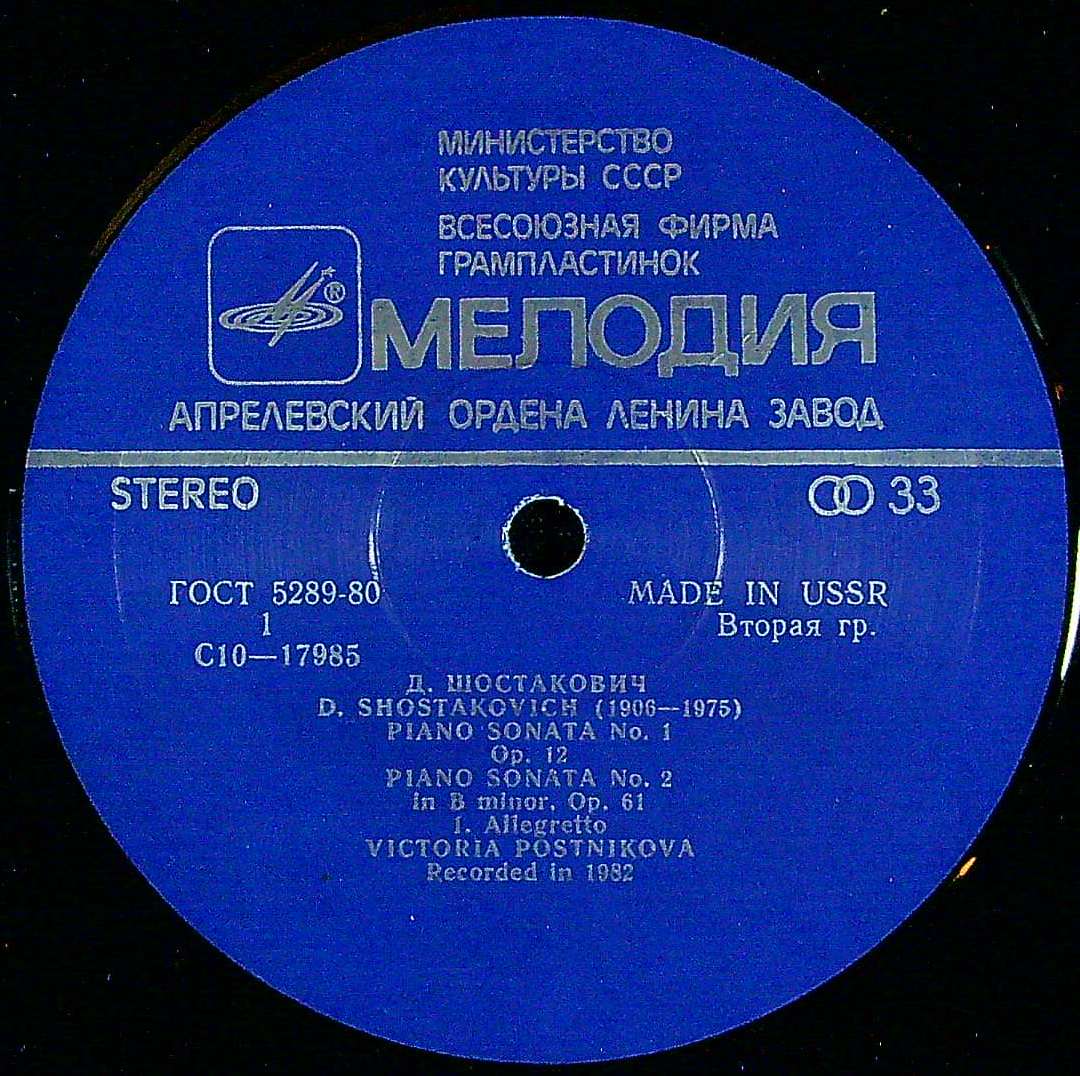 МИНИСТЕРСТВО
КУЛЬТУРЫ СССР
ВСЕСОЮЗНАЯ ФИРМА
ГРАМПЛАСТИНОК
®
МЕЛОДИЯ
АПРЕЛЕВСКИЙ ОРДЕНА ЛЕНИНА ЗАВОД
STEREO
33
ГОСТ 5289-80
MADE IN USSR
1
Вторая гр.
С10—17985
Д. ШОСТАКОВИЧ
D. SHOSTAKOVICH (1906—1975)
PIANO SONATA No. 1
Op. 12
PIANO SONATA No. 2
in B minor, Op. 61
1. Allegretto
VICTORIA POSTNIKOVA
Recorded in 1982